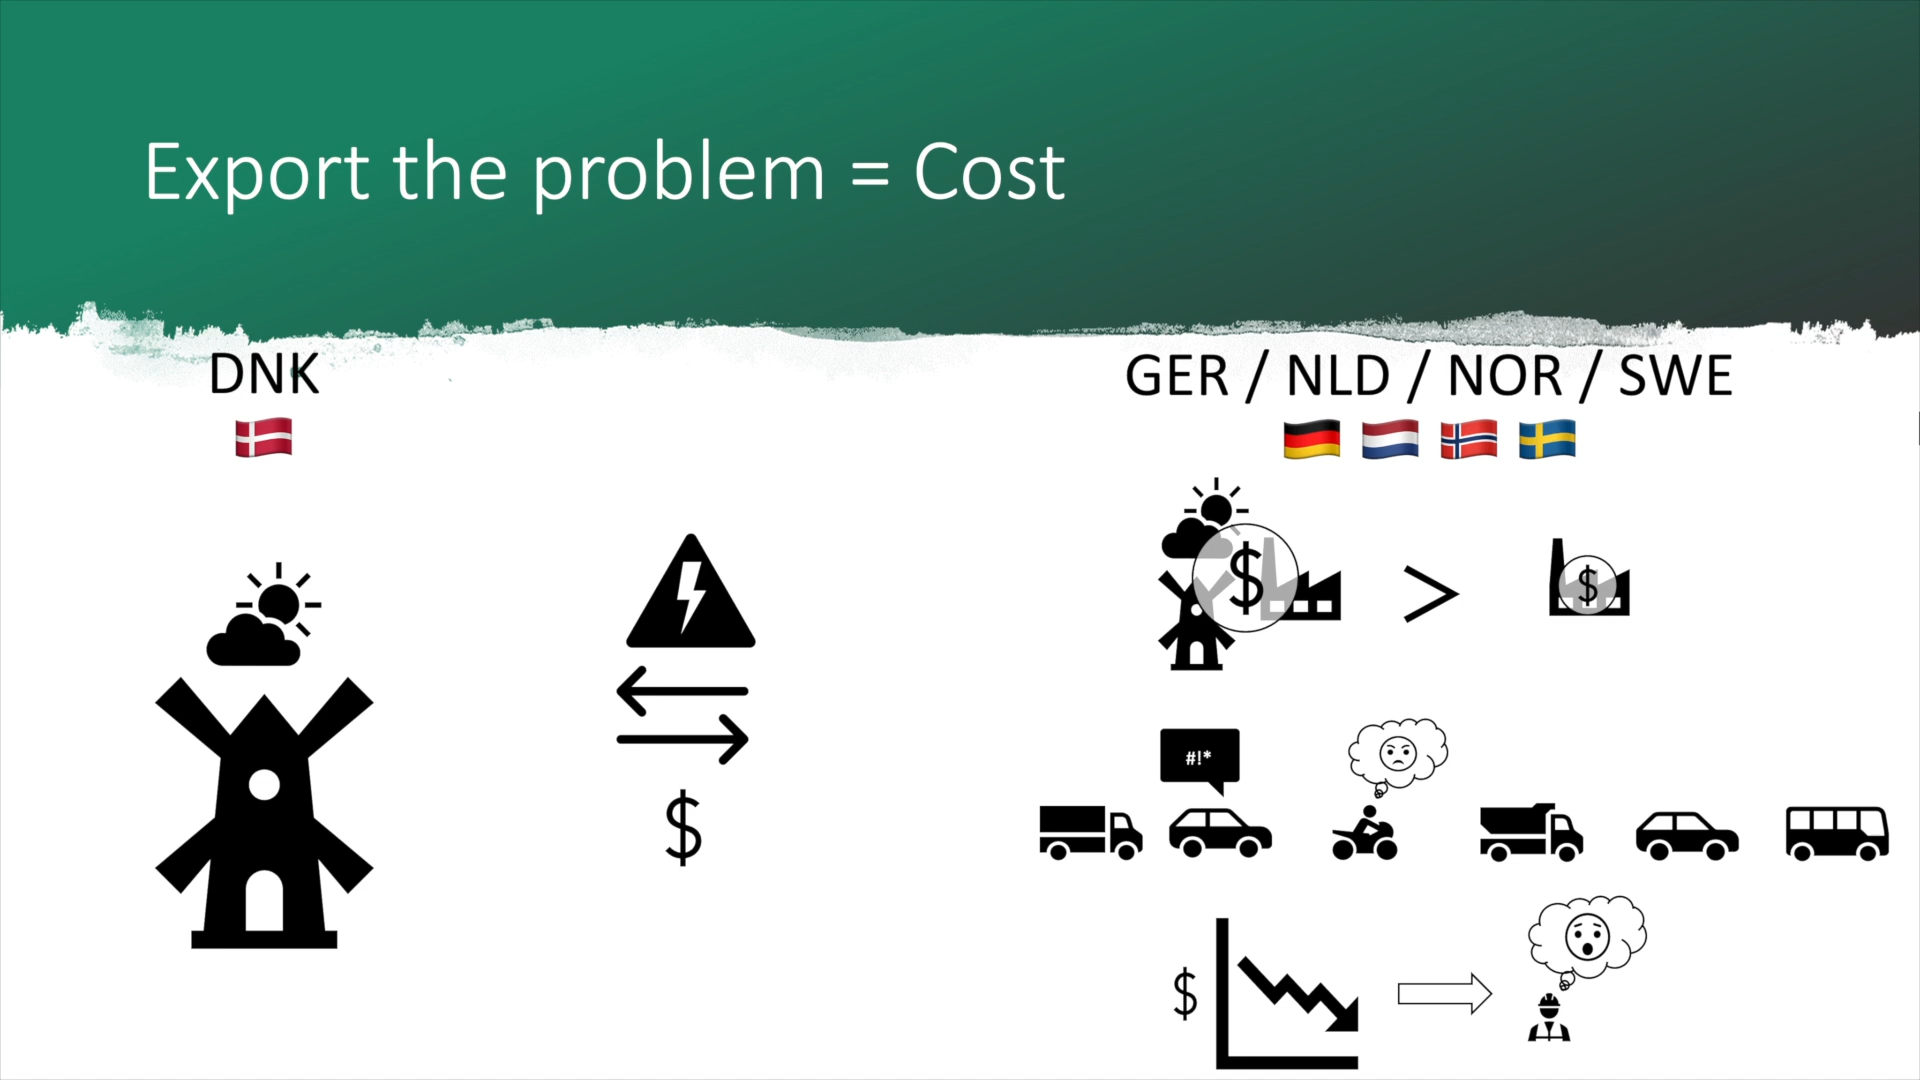 Export the problem = Cost
DNK
GER / NLD / NOR / SWE
$
>
$
#!*
$
$